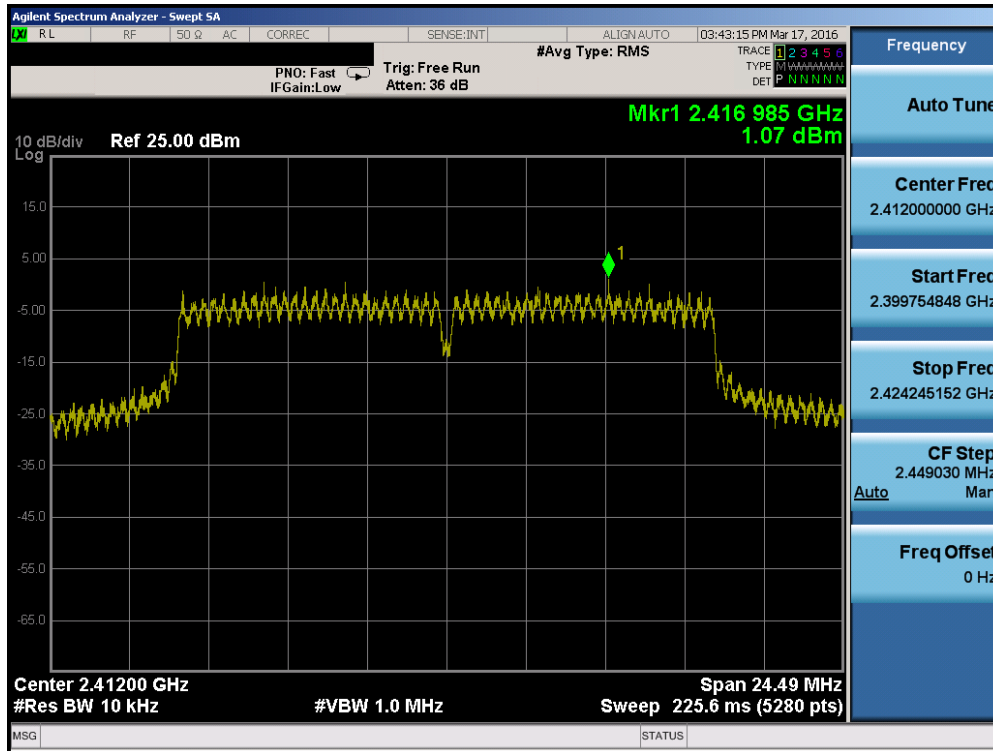 Agilent Spectrum Analyzer - Swept SA
LXI RL RF 50 Ω AC CORREC SENSE:INT ALIGN AUTO 03:43:15 PM Mar 17, 2016
#Avg Type: RMS
TRACE 1 2 3 4 5 6
TYPE M W W W W W
DET P N N N N N
PNO: Fast
IFGain:Low
Trig: Free Run
Atten: 36 dB
Mkr1 2.416 985 GHz
1.07 dBm
10 dB/div
Log
Ref 25.00 dBm
15.0
5.00
-5.00
-15.0
-25.0
-35.0
-45.0
-55.0
-65.0
1
Center 2.41200 GHz
Span 24.49 MHz
#Res BW 10 kHz
#VBW 1.0 MHz
Sweep 225.6 ms (5280 pts)
MSG
STATUS
Frequency
Auto Tune
Center Freq
2.412000000 GHz
Start Freq
2.399754848 GHz
Stop Freq
2.424245152 GHz
CF Step
2.449030 MHz
Auto Man
Freq Offset
0 Hz